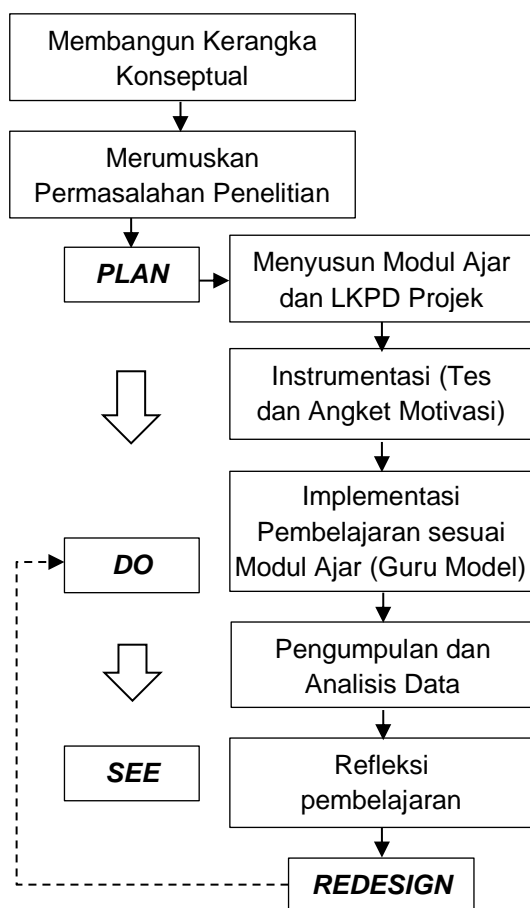 Membangun Kerangka
Konseptual
Merumuskan
Permasalahan Penelitian
PLAN
Menyusun Modul Ajar
dan LKPD Projek
Instrumentasi (Tes
dan Angket Motivasi)
Implementasi
Pembelajaran sesuai
Modul Ajar (Guru Model)
DO
Pengumpulan dan
Analisis Data
SEE
Refleksi
pembelajaran
REDESIGN